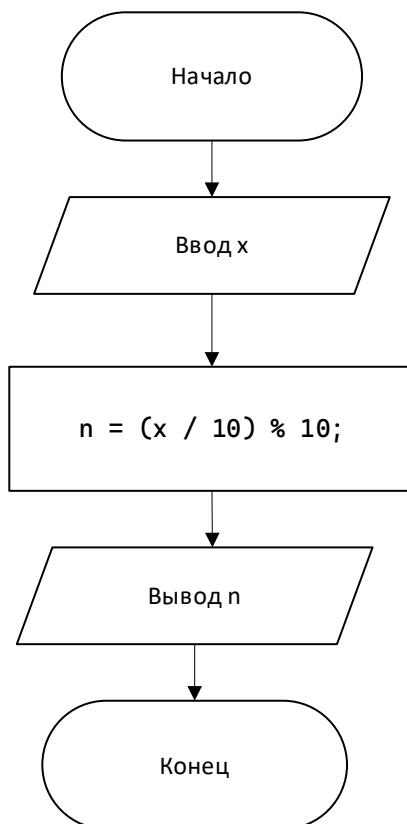 Начало
Ввод x
n = (x / 10) % 10;
Вывод n
Конец